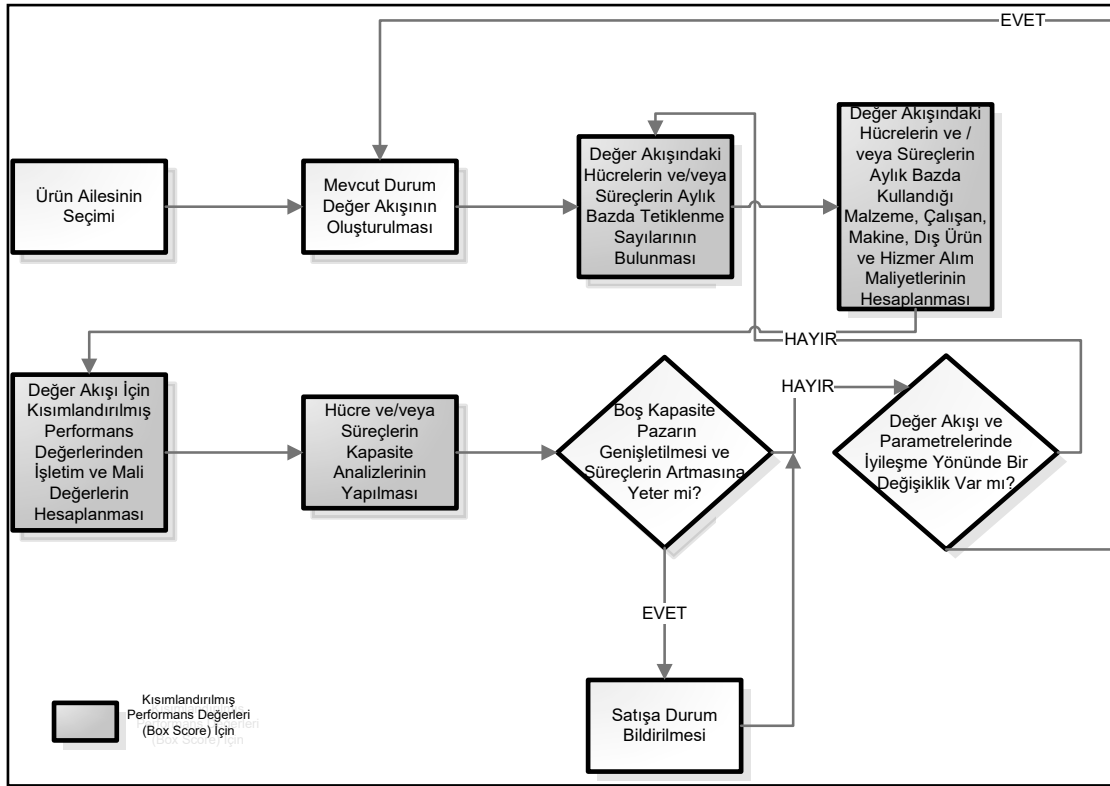 EVET
Ürün Ailesinin
Seçimi
Mevcut Durum
Değer Akışının
Oluşturulması
Değer Akışındaki
Hücrelerin ve/veya
Süreçlerin Aylık
Bazda Tetiklenme
Sayılarının
Bulunması
Değer Akışındaki
Hücrelerin ve /
veya Süreçlerin
Aylık Bazda
Kullandığı
Malzeme, Çalışan,
Makine, Dış Ürün
ve Hizmer Alım
Maliyetlerinin
Hesaplanması
HAYIR
Değer Akışı İçin
Kısımlandırılmış
Performans
Değerlerinden
İşletim ve Mali
Değerlerin
Hesaplanması
Hücre ve/veya
Süreçlerin
Kapasite
Analizlerinin
Yapılması
Boş Kapasite
Pazarın
Genişletilmesi ve
Süreçlerin Artmasına
Yeter mi?
HAYIR
Değer Akışı ve
Parametrelerinde
İyileşme Yönünde Bir
Değişiklik Var mı?
EVET
Satışa Durum
Bildirilmesi
Kısımlandırılmış
Performans Değerleri
(Box Score) İçin